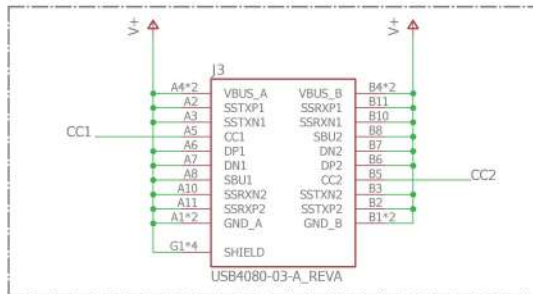 V+ V+
J3
A4*2 VBUS_A VBUS_B B4*2
A2 SSTXP1 SSRXP1 B11
A3 SSTXN1 SSRXN1 B10
CC1 A5 CC1 SBU2 B8
A6 DP1 DN2 B7
A7 DN1 DP2 B6
A8 SBU1 CC2 B5 CC2
A10 SSRXN2 SSTXN2 B3
A11 SSRXP2 SSTXP2 B2
A1*2 GND_A GND_B B1*2
G1*4 SHIELD
USB4080-03-A_REVA